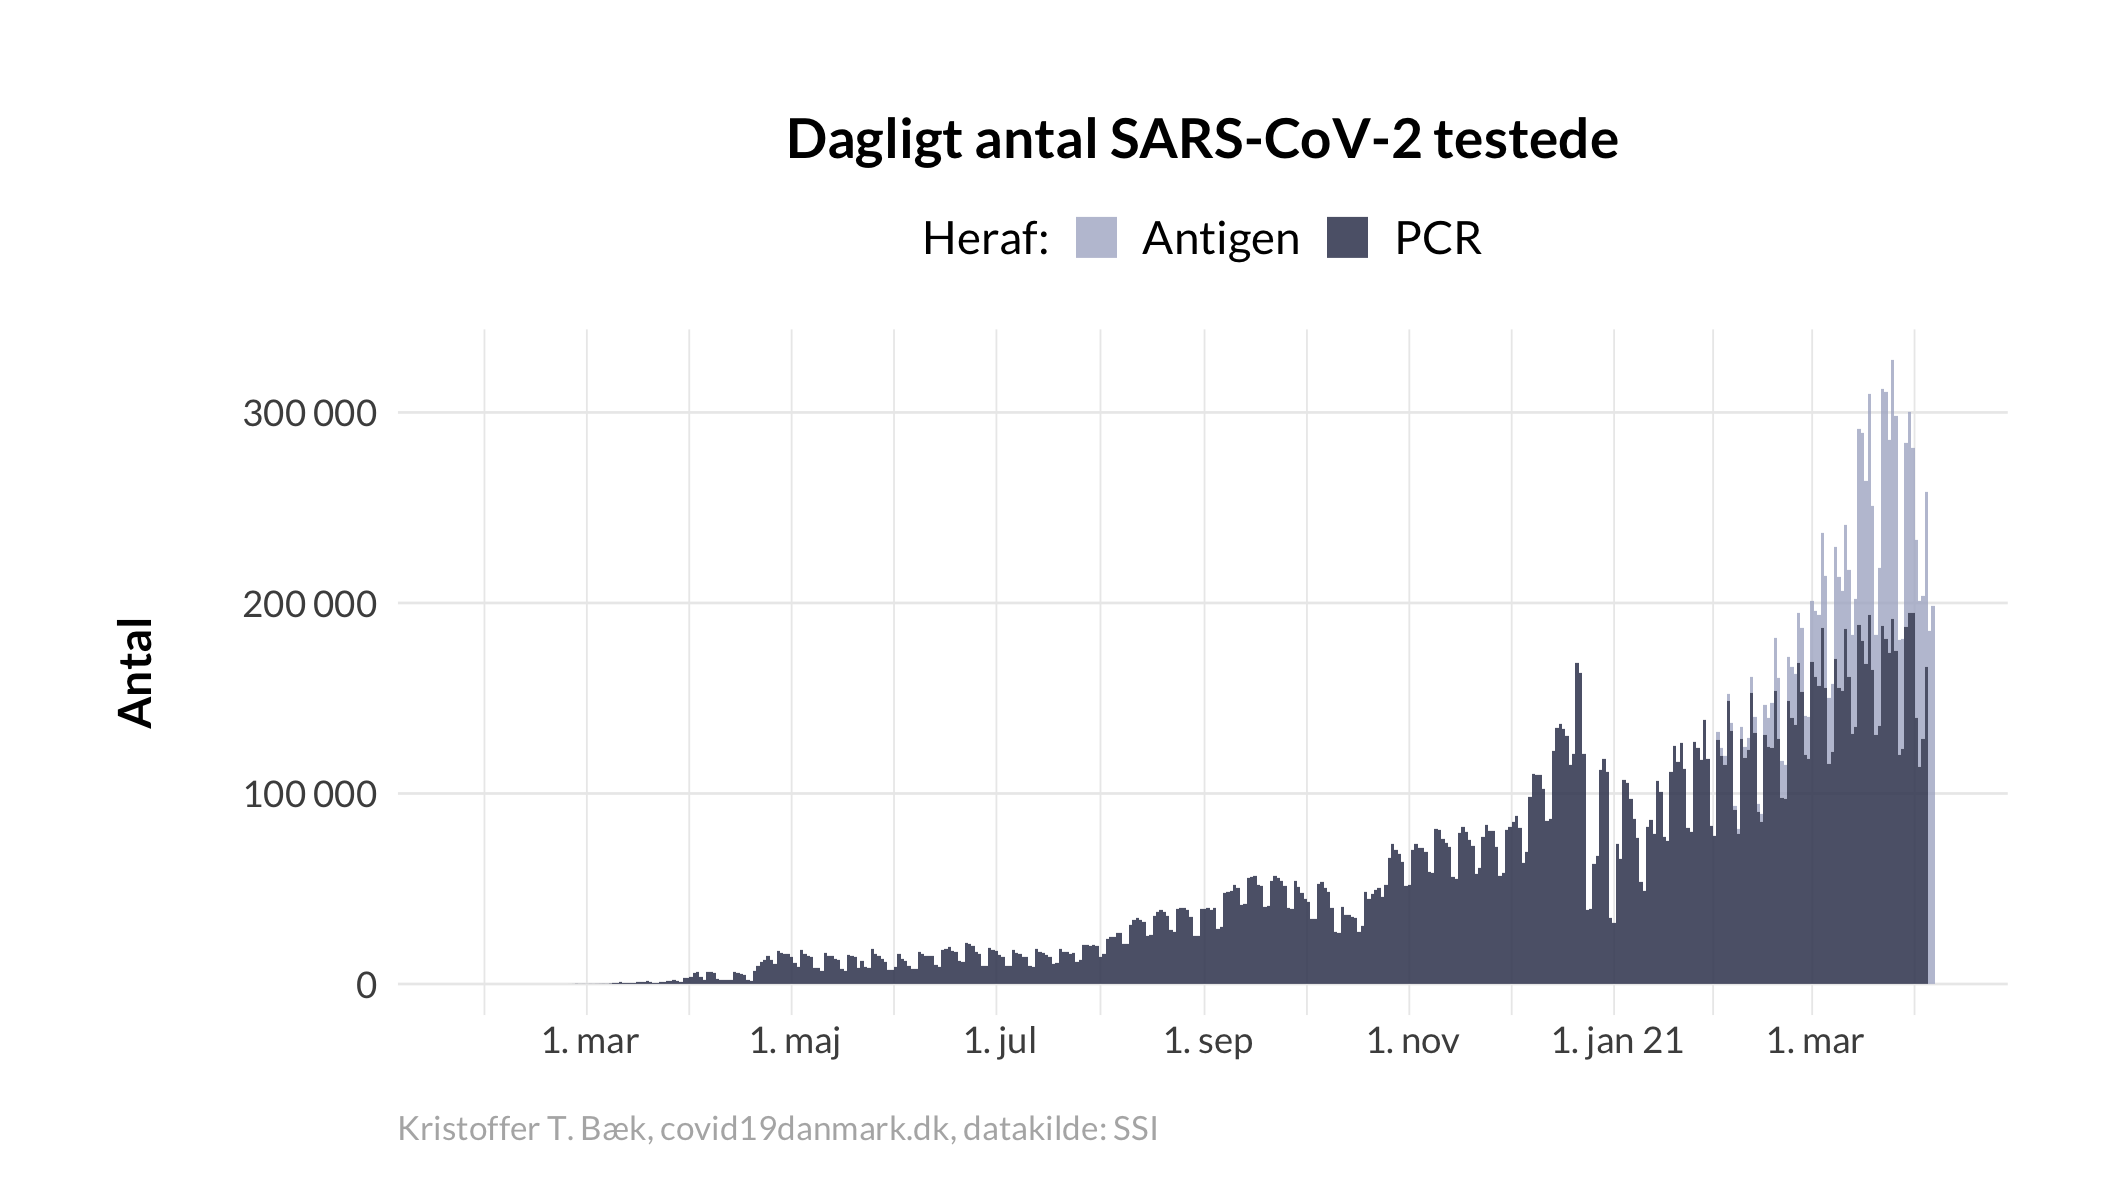 Dagligt antal SARS-CoV-2 testede
Heraf: Antigen PCR
Antal
300 000
200 000
100 000
0
1. mar 1. maj 1. jul 1. sep 1. nov 1. jan 21 1. mar
Kristoffer T. Bæk, covid19danmark.dk, datakilde: SSI